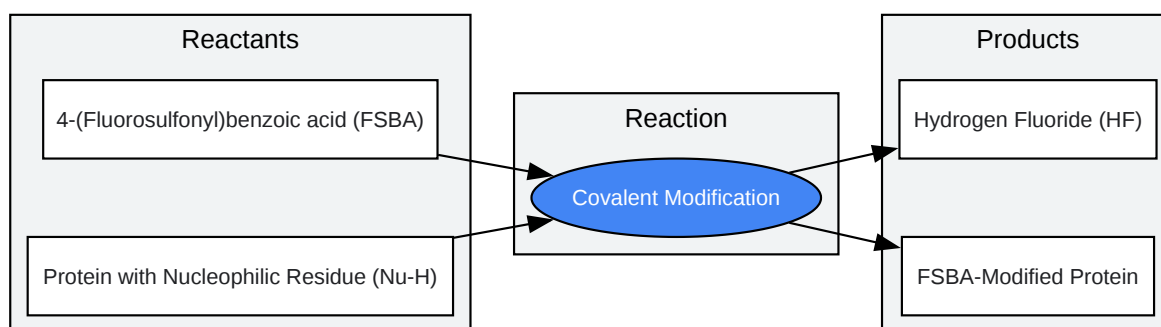 Reactants
4-(Fluorosulfonyl)benzoic acid (FSBA)
Protein with Nucleophilic Residue (Nu-H)
Reaction
Covalent Modification
Products
Hydrogen Fluoride (HF)
FSBA-Modified Protein